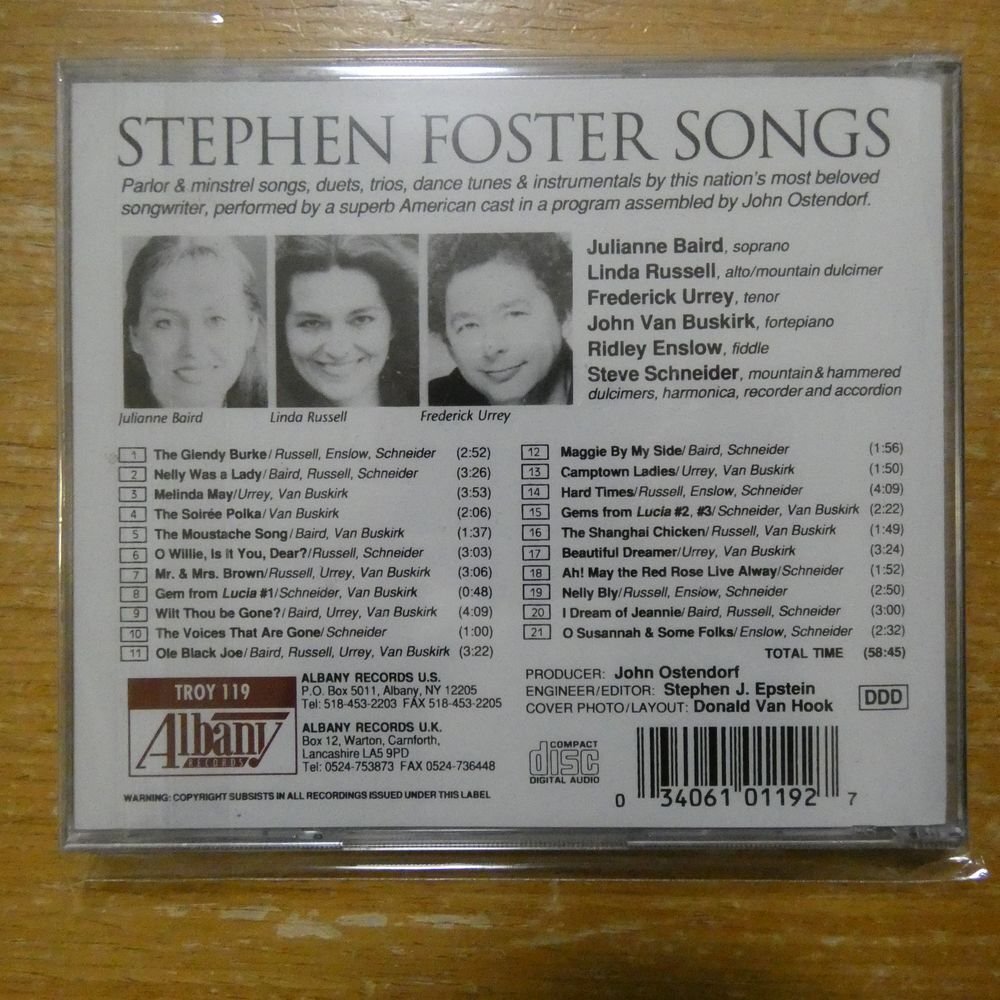 STEPHEN FOSTER SONGS
Parlor & minstrel songs, duets, trios, dance tunes & instrumentals by this nation's most beloved
songwriter, performed by a superb American cast in a program assembled by John Ostendorf.
Julianne Baird
Linda Russell
Frederick Urrey
Julianne Baird, soprano
Linda Russell, alto/mountain dulcimer
Frederick Urrey, tenor
John Van Buskirk, fortepiano
Ridley Enslow, fiddle
Steve Schneider, mountain & hammered
dulcimers, harmonica, recorder and accordion
1 The Glendy Burke/Russell, Enslow, Schneider (2:52)
2 Nelly Was a Lady/Baird, Russell, Schneider (3:26)
3 Melinda May/Urrey, Van Buskirk (3:53)
4 The Soirée Polka/Van Buskirk (2:06)
5 The Moustache Song/Baird, Van Buskirk (1:37)
6 O Willie, Is it You, Dear?/Russell, Schneider (3:03)
7 Mr. & Mrs. Brown/Russell, Urrey, Van Buskirk (3:06)
8 Gem from Lucia #1/Schneider, Van Buskirk (0:48)
9 Wilt Thou be Gone?/Baird, Urrey, Van Buskirk (4:09)
10 The Voices That Are Gone/Schneider (1:00)
11 Ole Black Joe/Baird, Russell, Urrey, Van Buskirk (3:22)
12 Maggie By My Side/Baird, Schneider (1:56)
13 Camptown Ladies/Urrey, Van Buskirk (1:50)
14 Hard Times/Russell, Enslow, Schneider (4:09)
15 Gems from Lucia #2, #3/Schneider, Van Buskirk (2:22)
16 The Shanghai Chicken/Russell, Van Buskirk (1:49)
17 Beautiful Dreamer/Urrey, Van Buskirk (3:24)
18 Ah! May the Red Rose Live Alway/Schneider (1:52)
19 Nelly Bly/Russell, Enslow, Schneider (2:50)
20 I Dream of Jeannie/Baird, Russell, Schneider (3:00)
21 O Susannah & Some Folks/Enslow, Schneider (2:32)
TOTAL TIME (58:45)
TROY 119
Albany
RECORDS
ALBANY RECORDS U.S.
P.O. Box 5011, Albany, NY 12205
Tel: 518-453-2203 FAX 518-453-2205
ALBANY RECORDS U.K.
Box 12, Warton, Carnforth,
Lancashire LA5 9PD
Tel: 0524-753873 FAX 0524-736448
WARNING: COPYRIGHT SUBSISTS IN ALL RECORDINGS ISSUED UNDER THIS LABEL
PRODUCER: John Ostendorf
ENGINEER/EDITOR: Stephen J. Epstein
COVER PHOTO/LAYOUT: Donald Van Hook
DDD
COMPACT
disc
DIGITAL AUDIO
0 34061 01192 7